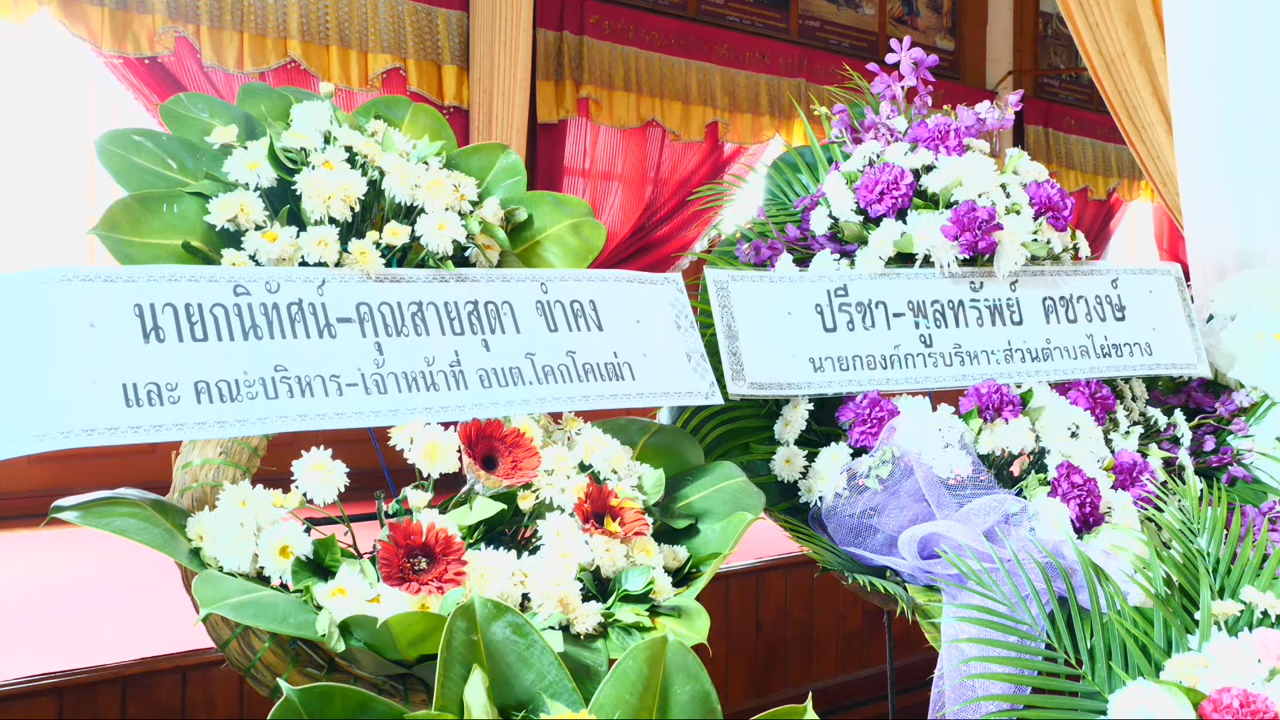 นายกนิทัศน์-คุณสายสุดา ขำคง
และ คณะบริหาร-เจ้าหน้าที่ อบต.โคกโคเฒ่า
ปรีชา-พูลทรัพย์ คชวงษ์
นายกองค์การบริหารส่วนตำบลไผ่ขวาง